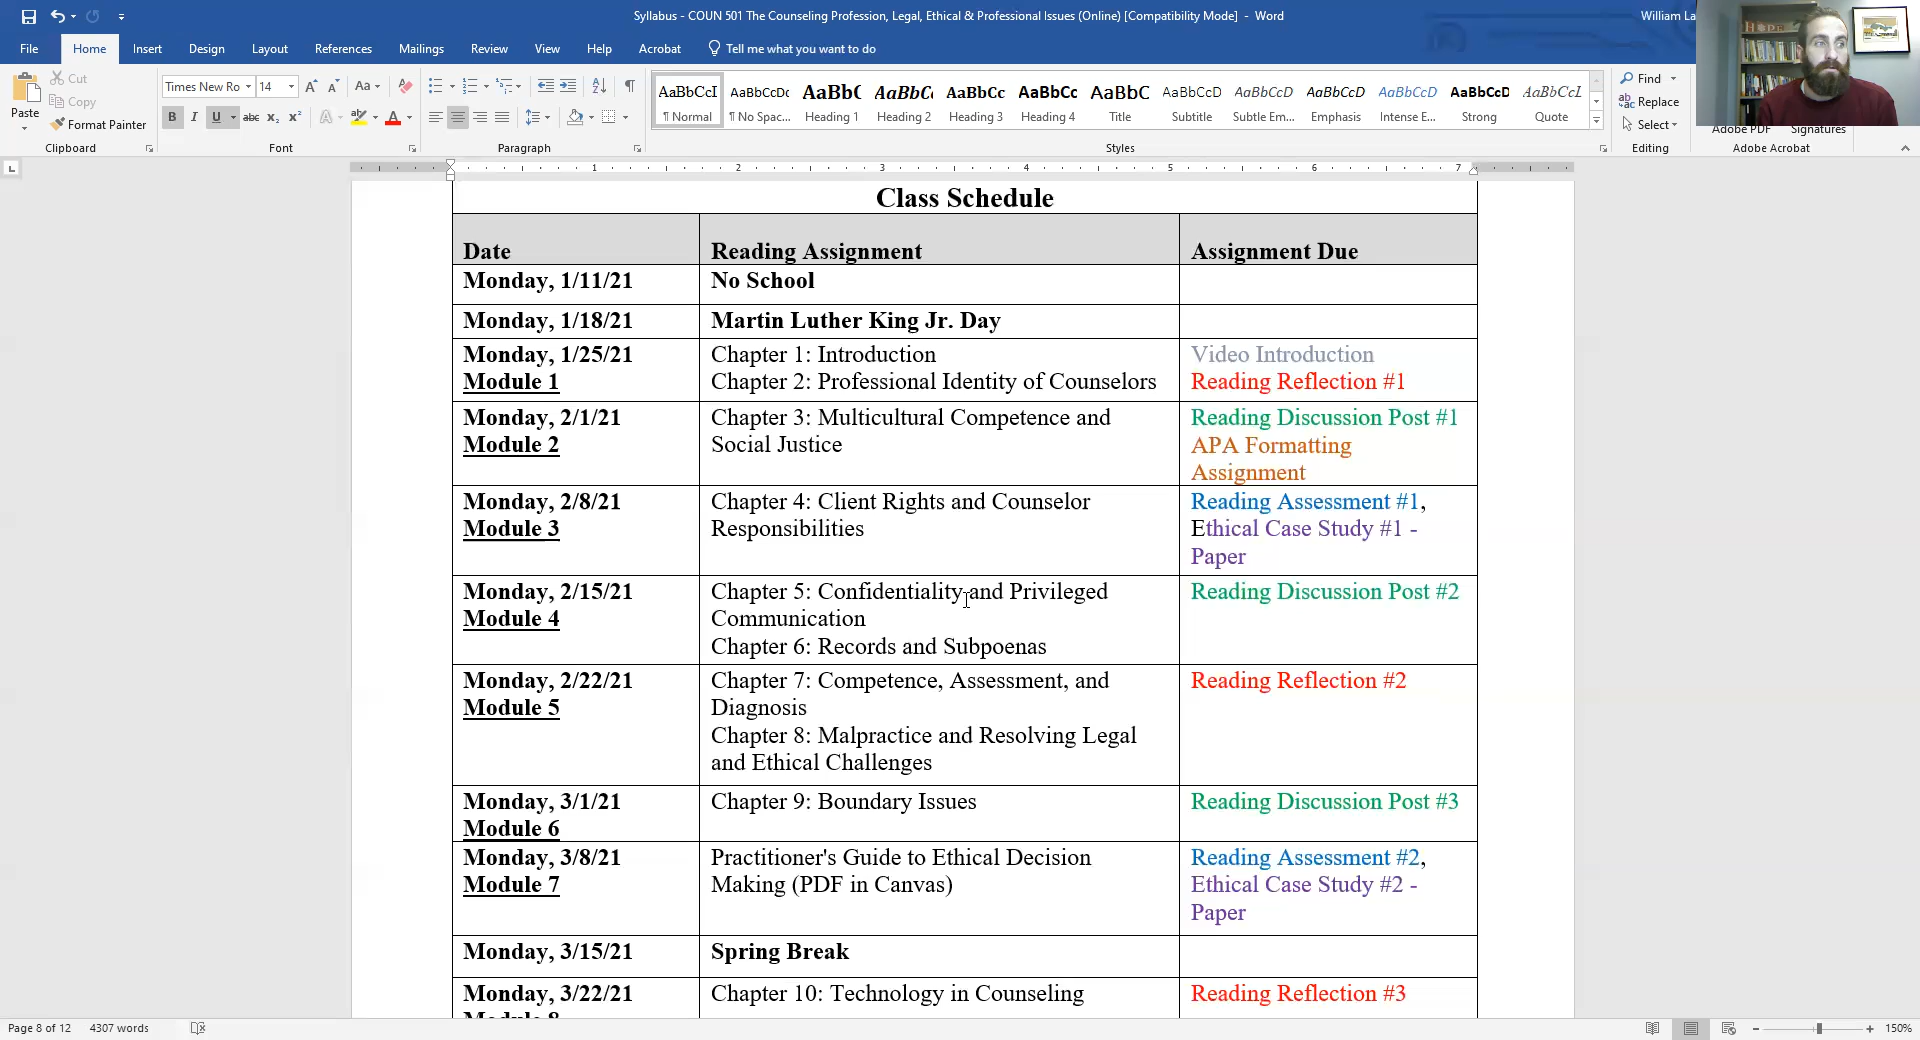 Syllabus - COUN 501 The Counseling Profession, Legal, Ethical & Professional Issues (Online) [Compatibility Mode] - Word
William La
File Home Insert Design Layout References Mailings Review View Help Acrobat Tell me what you want to do
Paste
Cut
Copy
Format Painter
Clipboard
Times New Ro 14
Font
Paragraph
AaBbCcI AaBbCcDc AaBbC AaBbC AaBbCc AaBbCc AaBbC AaBbCcD AaBbCcD AaBbCcD AaBbCcD AaBbCcD AaBbCcL
¶ Normal ¶ No Spac... Heading 1 Heading 2 Heading 3 Heading 4 Title Subtitle Subtle Em... Emphasis Intense E... Strong Quote
Styles
Find
Replace
Select
Editing
Adobe PDF Signatures
Adobe Acrobat
1 2 3 4 5 6 7
Class Schedule
Date Reading Assignment Assignment Due
Monday, 1/11/21 No School
Monday, 1/18/21 Martin Luther King Jr. Day
Monday, 1/25/21 Chapter 1: Introduction Video Introduction
Module 1 Chapter 2: Professional Identity of Counselors Reading Reflection #1
Monday, 2/1/21 Chapter 3: Multicultural Competence and Reading Discussion Post #1
Module 2 Social Justice APA Formatting
Assignment
Monday, 2/8/21 Chapter 4: Client Rights and Counselor Reading Assessment #1,
Module 3 Responsibilities Ethical Case Study #1 -
Paper
Monday, 2/15/21 Chapter 5: Confidentiality and Privileged Reading Discussion Post #2
Module 4 Communication
Chapter 6: Records and Subpoenas
Monday, 2/22/21 Chapter 7: Competence, Assessment, and Reading Reflection #2
Module 5 Diagnosis
Chapter 8: Malpractice and Resolving Legal
and Ethical Challenges
Monday, 3/1/21 Chapter 9: Boundary Issues Reading Discussion Post #3
Module 6
Monday, 3/8/21 Practitioner's Guide to Ethical Decision Reading Assessment #2,
Module 7 Making (PDF in Canvas) Ethical Case Study #2 -
Paper
Monday, 3/15/21 Spring Break
Monday, 3/22/21 Chapter 10: Technology in Counseling Reading Reflection #3
Module 8
Page 8 of 12 4307 words 150%